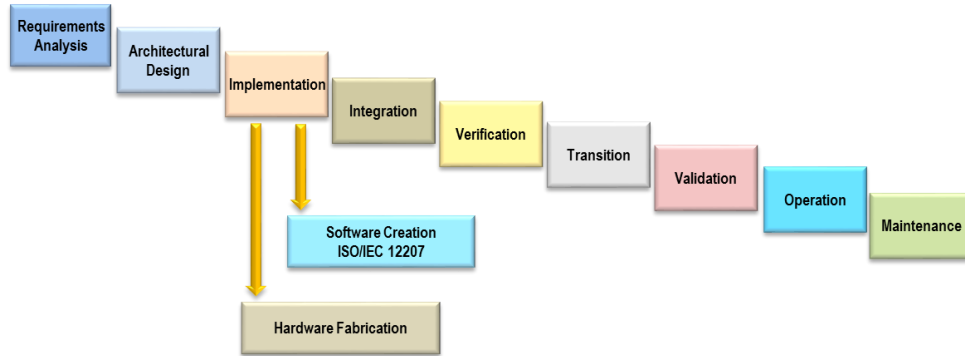 Requirements
Analysis
Architectural
Design
Implementation
Integration
Verification
Transition
Validation
Operation
Maintenance
Software Creation
ISO/IEC 12207
Hardware Fabrication